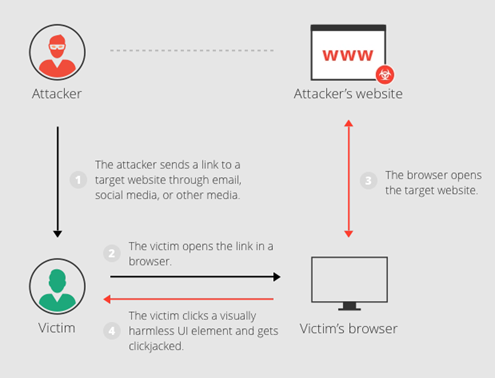 www
Attacker
Attacker's website
1
The attacker sends a link to a
target website through email,
social media, or other media.
3
The browser opens
the target website.
2
The victim opens the link in a
browser.
4
The victim clicks a visually
harmless UI element and gets
clickjacked.
Victim
Victim's browser